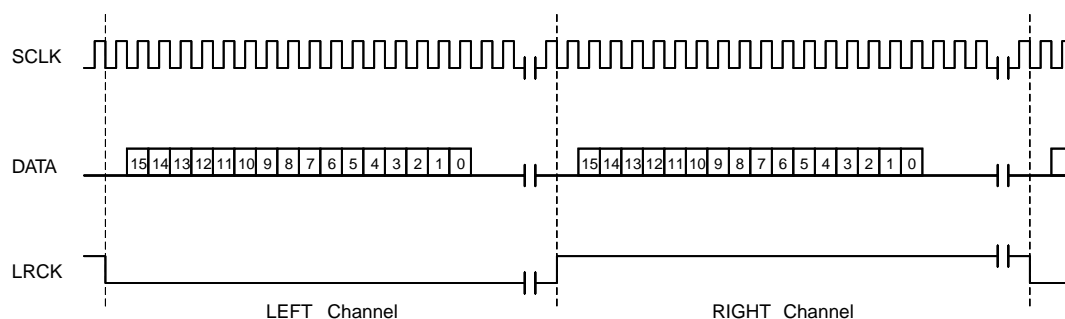 SCLK
DATA
15 14 13 12 11 10 9 8 7 6 5 4 3 2 1 0
15 14 13 12 11 10 9 8 7 6 5 4 3 2 1 0
LRCK
LEFT Channel
RIGHT Channel